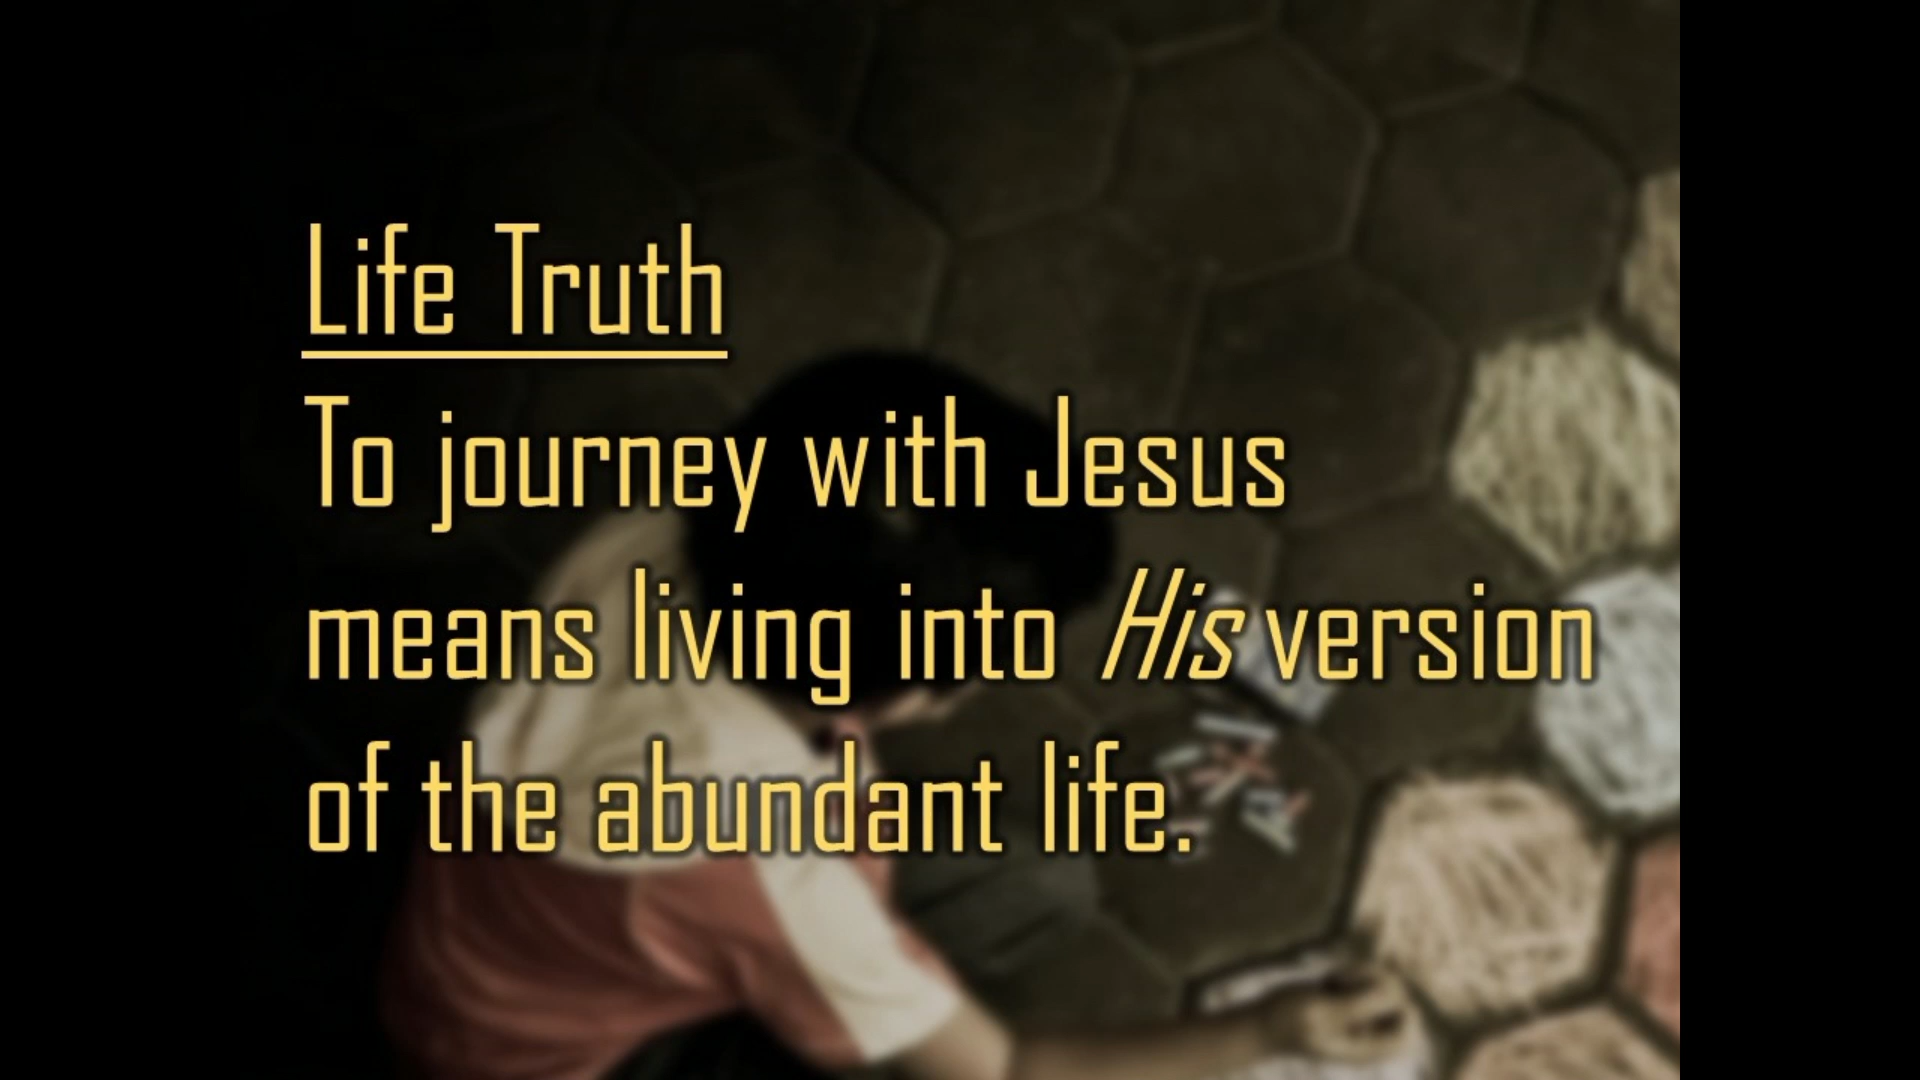 Life Truth
To journey with Jesus
means living into His version
of the abundant life.